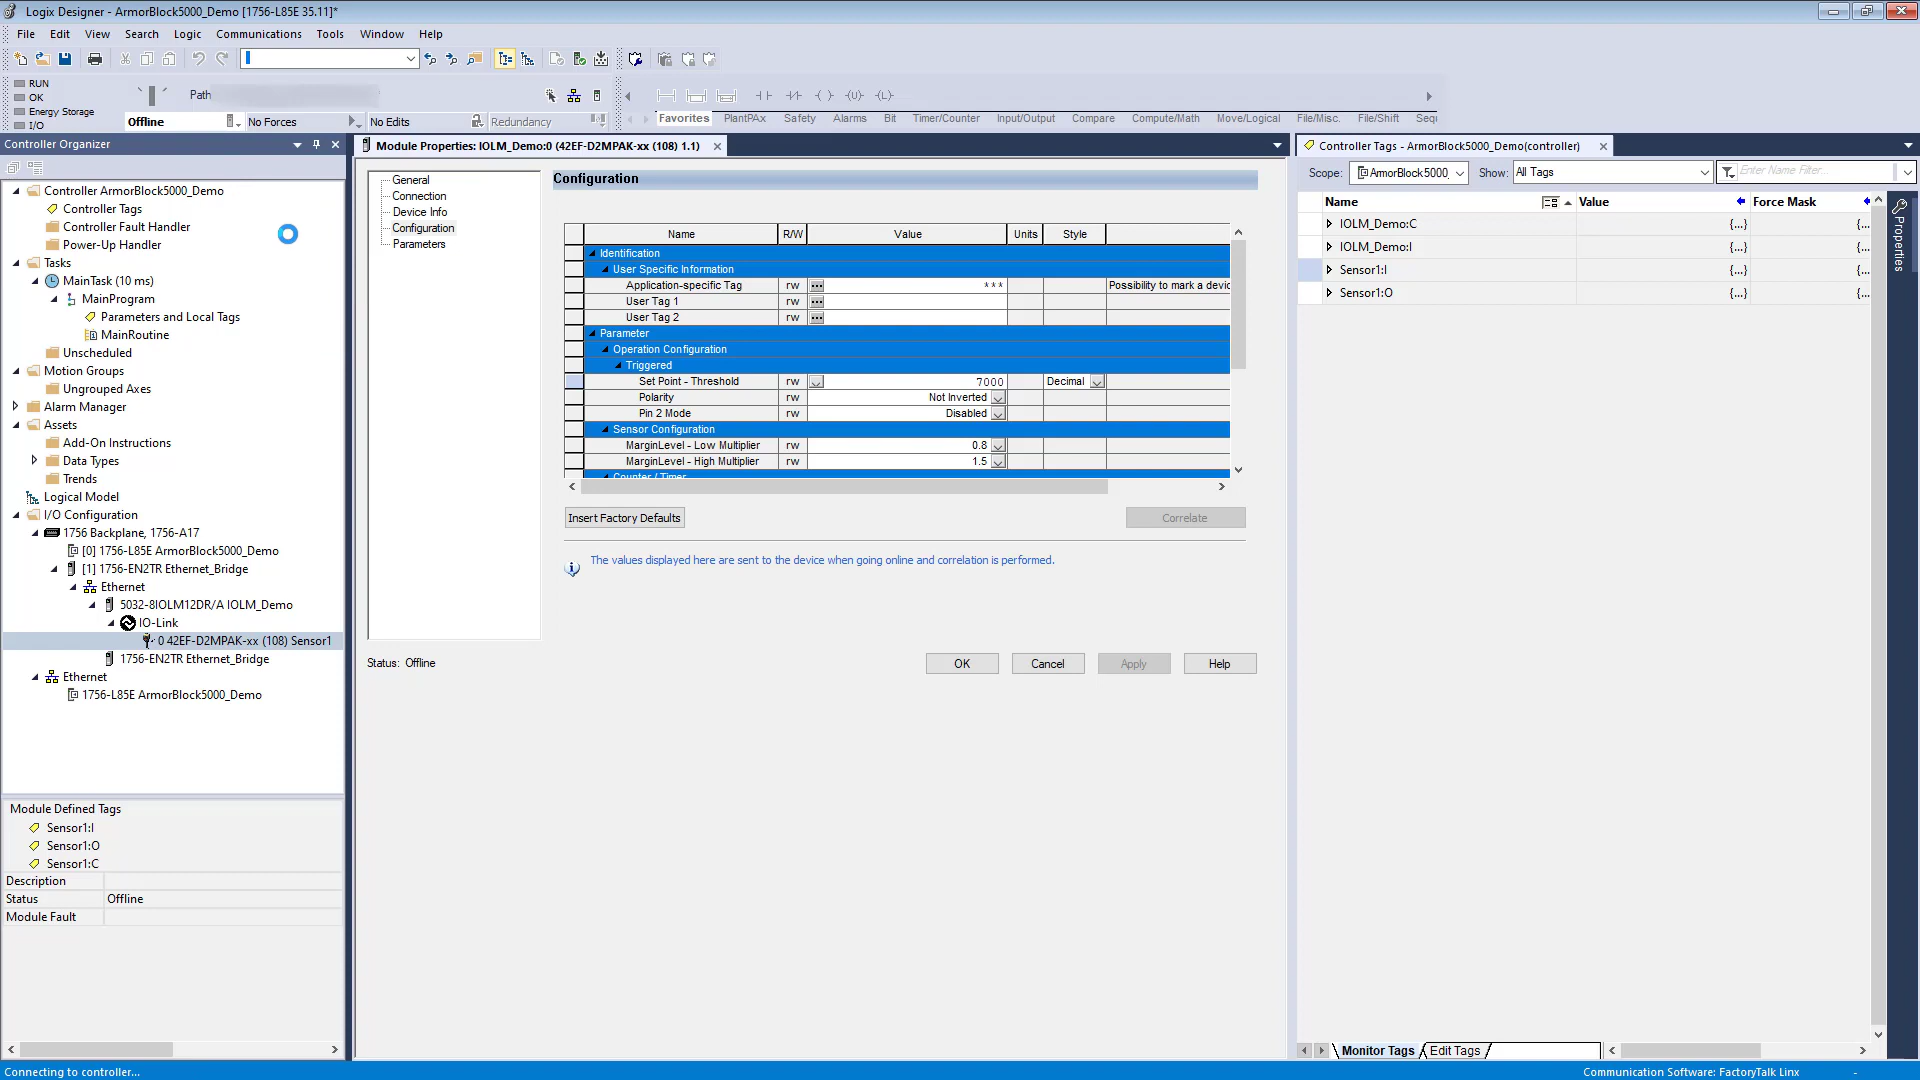 Logix Designer - ArmorBlock5000_Demo [1756-L85E 35.11]*
File Edit View Search Logic Communications Tools Window Help
RUN
OK
Energy Storage
I/O
Path
Offline
No Forces
No Edits
Redundancy
Favorites PlantPAx Safety Alarms Bit Timer/Counter Input/Output Compare Compute/Math Move/Logical File/Misc. File/Shift Sequ
Controller Organizer
Controller ArmorBlock5000_Demo
Controller Tags
Controller Fault Handler
Power-Up Handler
Tasks
MainTask (10 ms)
MainProgram
Parameters and Local Tags
MainRoutine
Unscheduled
Motion Groups
Ungrouped Axes
Alarm Manager
Assets
Add-On Instructions
Data Types
Trends
Logical Model
I/O Configuration
1756 Backplane, 1756-A17
[0] 1756-L85E ArmorBlock5000_Demo
[1] 1756-EN2TR Ethernet_Bridge
Ethernet
5032-8IOLM12DR/A IOLM_Demo
IO-Link
0 42EF-D2MPAK-xx (108) Sensor1
1756-EN2TR Ethernet_Bridge
Ethernet
1756-L85E ArmorBlock5000_Demo
Module Defined Tags
Sensor1:I
Sensor1:O
Sensor1:C
Description
Status Offline
Module Fault
Module Properties: IOLM_Demo:0 (42EF-D2MPAK-xx (108) 1.1)
General
Connection
Device Info
Configuration
Parameters
Configuration
Name R/W Value Units Style
Identification
User Specific Information
Application-specific Tag rw *** Possibility to mark a devic
User Tag 1 rw
User Tag 2 rw
Parameter
Operation Configuration
Triggered
Set Point - Threshold rw 7000 Decimal
Polarity rw Not Inverted
Pin 2 Mode rw Disabled
Sensor Configuration
MarginLevel - Low Multiplier rw 0.8
MarginLevel - High Multiplier rw 1.5
Counter / Timer
Insert Factory Defaults
Correlate
The values displayed here are sent to the device when going online and correlation is performed.
Status: Offline
OK Cancel Apply Help
Controller Tags - ArmorBlock5000_Demo(controller)
Scope: ArmorBlock5000_ Show: All Tags Enter Name Filter...
Name Value Force Mask
IOLM_Demo:C {...} {...
IOLM_Demo:I {...} {...
Sensor1:I {...} {...
Sensor1:O {...} {...
Properties
Monitor Tags Edit Tags
Connecting to controller...
Communication Software: FactoryTalk Linx